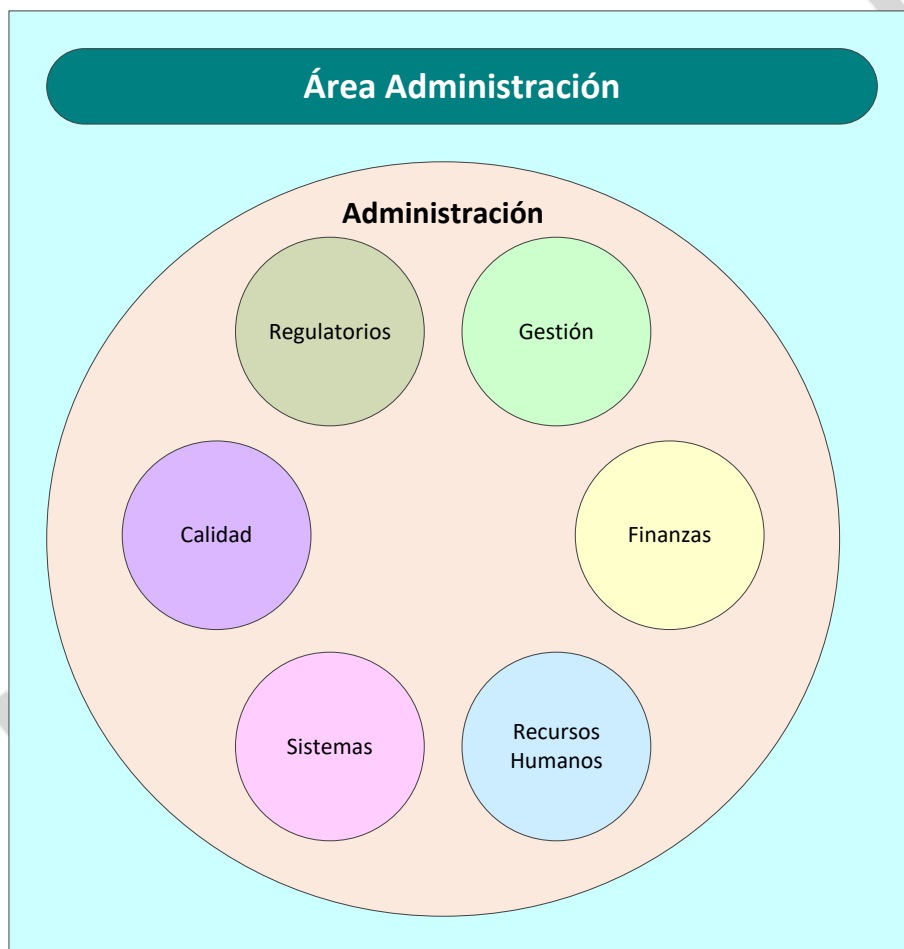 Área Administración
Administración
Regulatorios
Gestión
Calidad
Finanzas
Sistemas
Recursos
Humanos